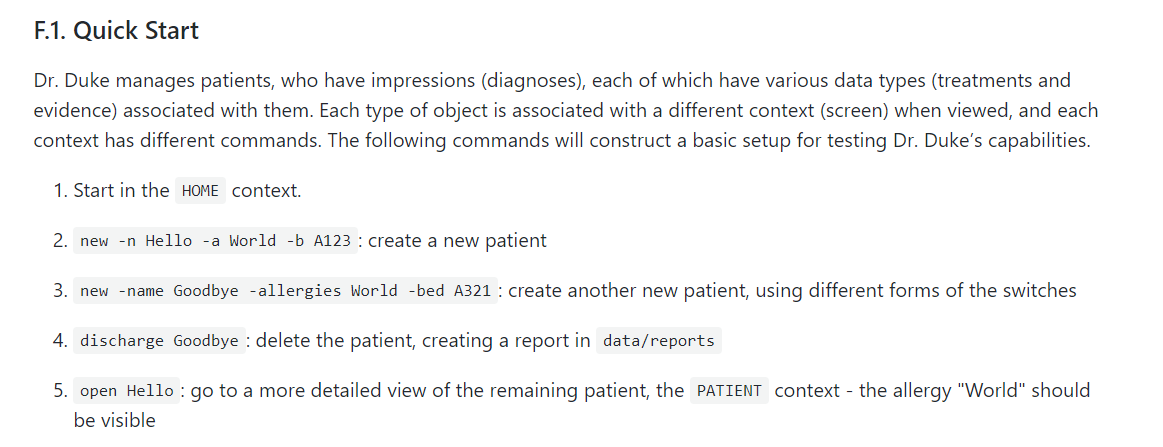 F.1. Quick Start
Dr. Duke manages patients, who have impressions (diagnoses), each of which have various data types (treatments and
evidence) associated with them. Each type of object is associated with a different context (screen) when viewed, and each
context has different commands. The following commands will construct a basic setup for testing Dr. Duke’s capabilities.
1. Start in the HOME context.
2. new -n Hello -a World -b A123 : create a new patient
3. new -name Goodbye -allergies World -bed A321 : create another new patient, using different forms of the switches
4. discharge Goodbye : delete the patient, creating a report in data/reports
5. open Hello : go to a more detailed view of the remaining patient, the PATIENT context - the allergy "World" should
be visible